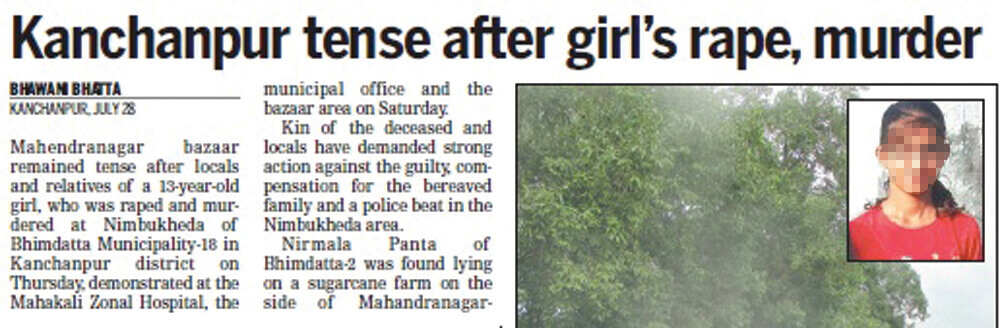 Kanchanpur tense after girl's rape, murder
BHAWANI BHATTA
KANCHANPUR, JULY 28
Mahendranagar bazaar
remained tense after locals
and relatives of a 13-year-old
girl, who was raped and mur-
dered at Nimbukheda of
Bhimdatta Municipality-18 in
Kanchanpur district on
Thursday, demonstrated at the
Mahakali Zonal Hospital, the
municipal office and the
bazaar area on Saturday.
Kin of the deceased and
locals have demanded strong
action against the guilty, com-
pensation for the bereaved
family and a police beat in the
Nimbukheda area.
Nirmala Panta of
Bhimdatta-2 was found lying
on a sugarcane farm on the
side of Mahandranagar-